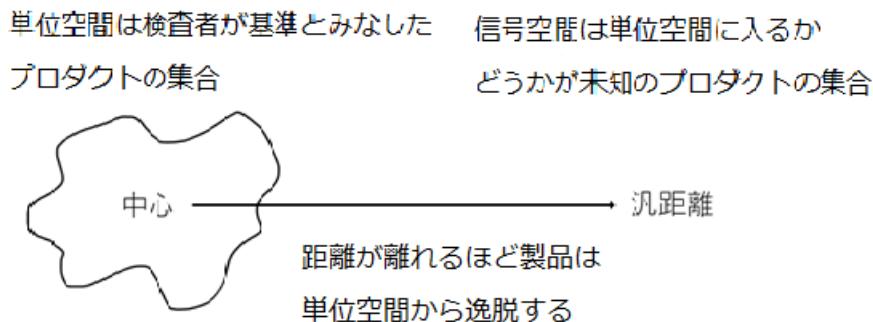 単位空間は検査者が基準とみなした
プロダクトの集合
信号空間は単位空間に入るか
どうかが未知のプロダクトの集合
中心
汎距離
距離が離れるほど製品は
単位空間から逸脱する